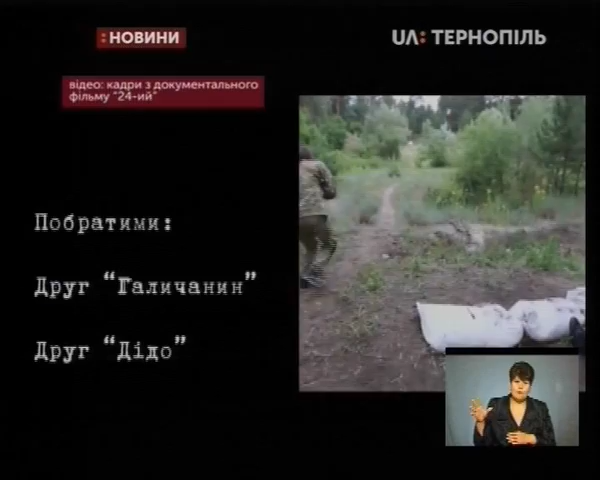 :НОВИНИ
UA: ТЕРНОПІЛЬ
відео: кадри з документального
фільму "24-ий"
Побратими:
Друг "Галичанин"
Друг "Дідо"